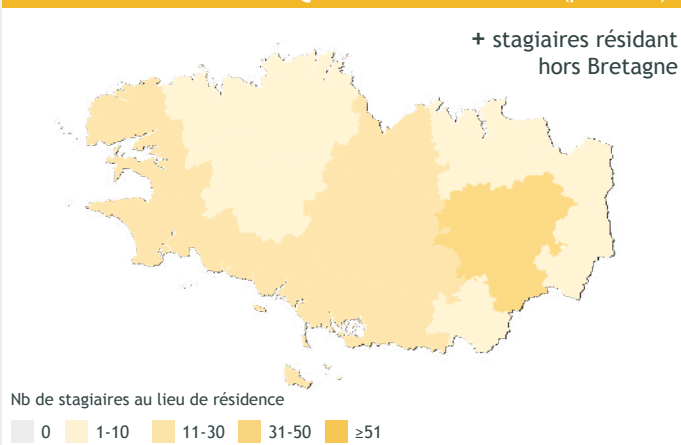 + stagiaires résidant
hors Bretagne
Nb de stagiaires au lieu de résidence
0 1-10 11-30 31-50 ≥51